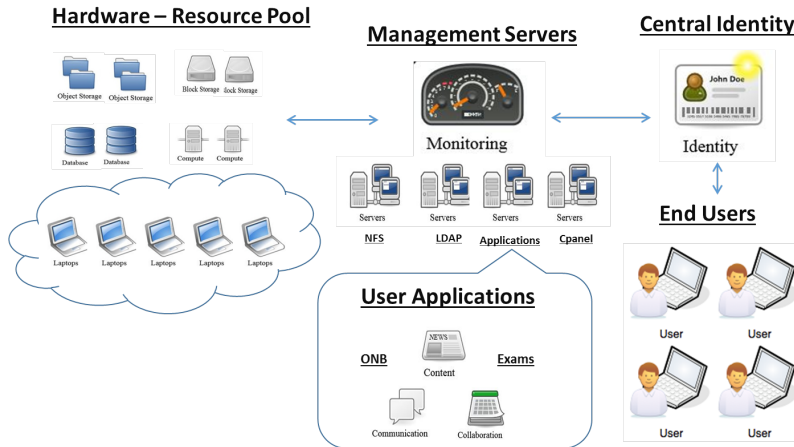 Hardware – Resource Pool
Management Servers
Central Identity
Object Storage
Object Storage
Block Storage
lock Storage
John Doe
Database
Database
Compute
Compute
Monitoring
Identity
Laptops
Laptops
Laptops
Laptops
Laptops
Servers
Servers
Servers
Servers
NFS
LDAP
Applications
Cpanel
End Users
User Applications
NEWS
ONB
Exams
Content
Communication
Collaboration
User
User
User
User